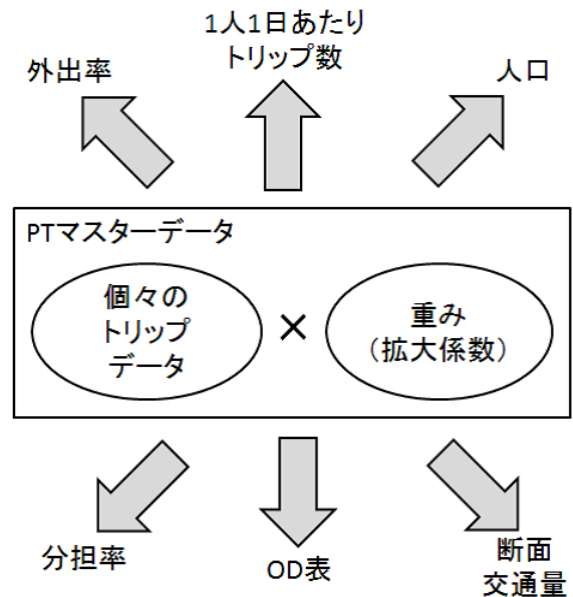 1人1日あたり
トリップ数
外出率
人口
PTマスターデータ
個々の
トリップ
データ
×
重み
（拡大係数）
分担率
OD表
断面
交通量